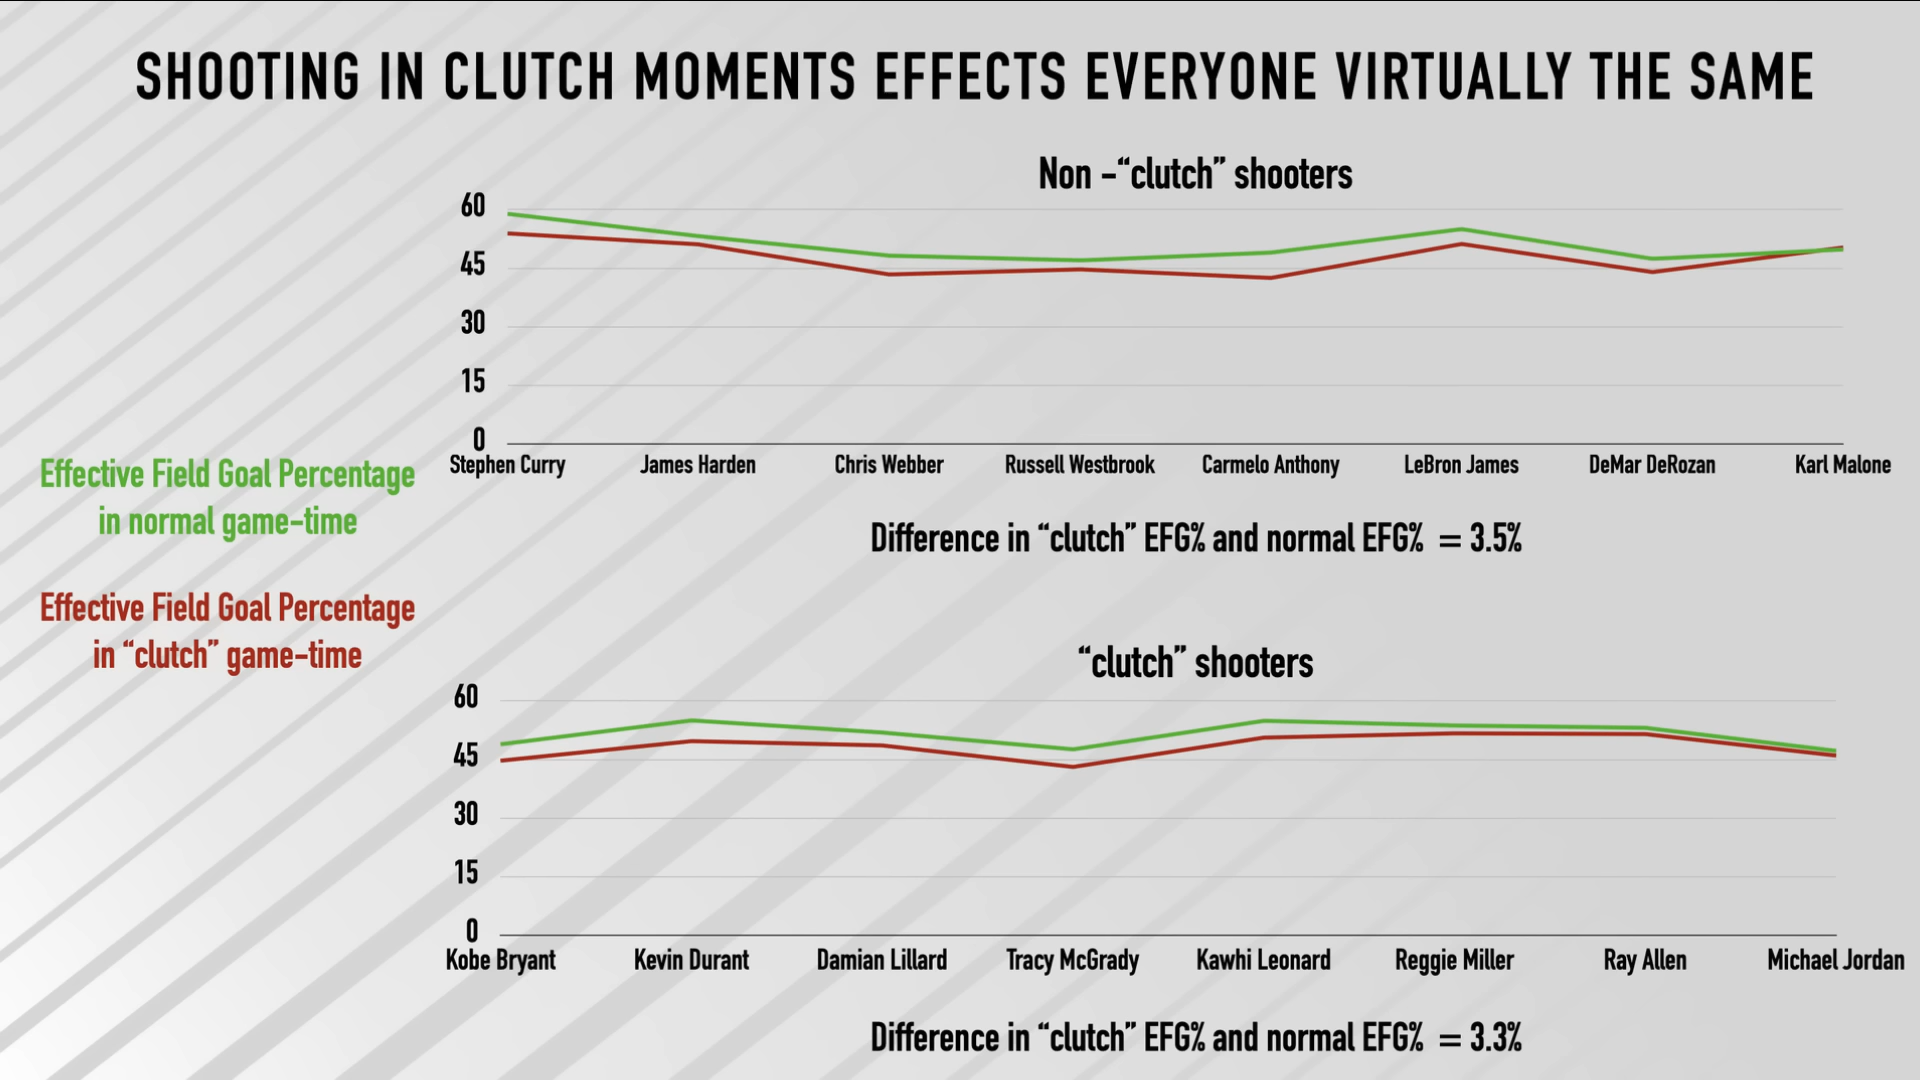 SHOOTING IN CLUTCH MOMENTS EFFECTS EVERYONE VIRTUALLY THE SAME
Non -“clutch” shooters
60
45
30
15
0
Stephen Curry James Harden Chris Webber Russell Westbrook Carmelo Anthony LeBron James DeMar DeRozan Karl Malone
Effective Field Goal Percentage
in normal game-time
Difference in “clutch” EFG% and normal EFG% = 3.5%
Effective Field Goal Percentage
in “clutch” game-time
“clutch” shooters
60
45
30
15
0
Kobe Bryant Kevin Durant Damian Lillard Tracy McGrady Kawhi Leonard Reggie Miller Ray Allen Michael Jordan
Difference in “clutch” EFG% and normal EFG% = 3.3%